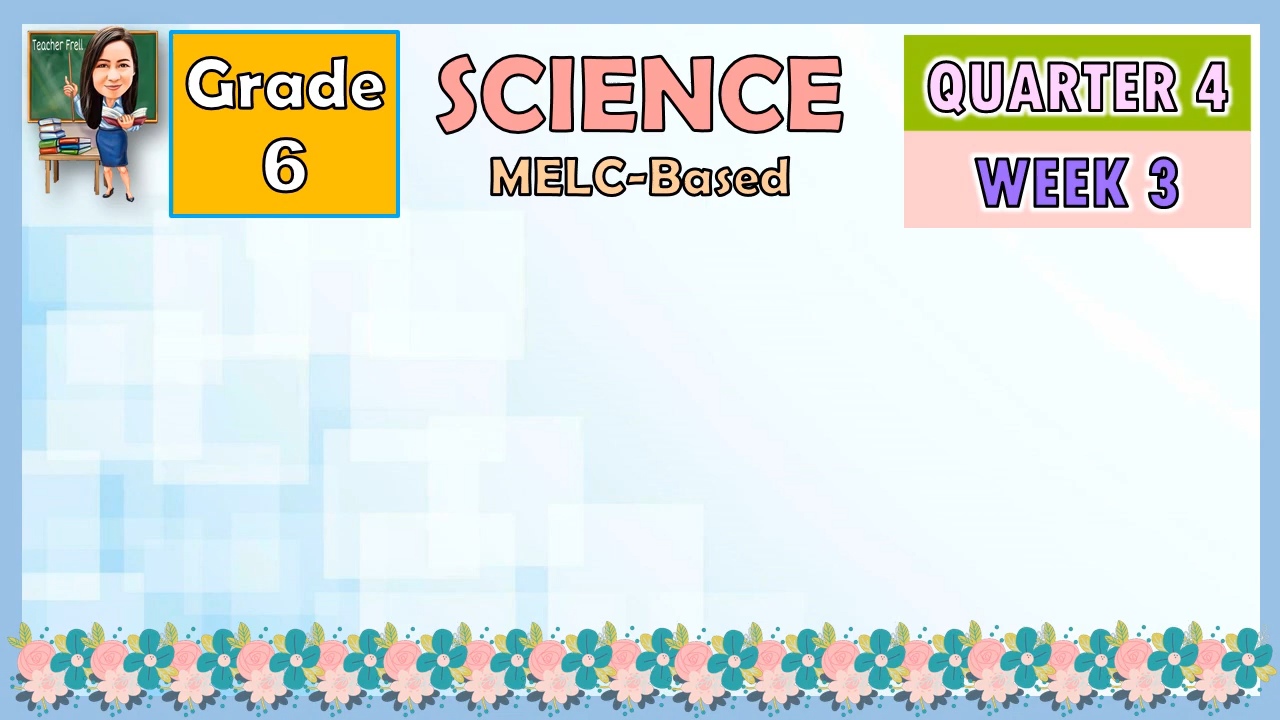 Teacher Frell
Grade
6
SCIENCE
MELC-Based
QUARTER 4
WEEK 3